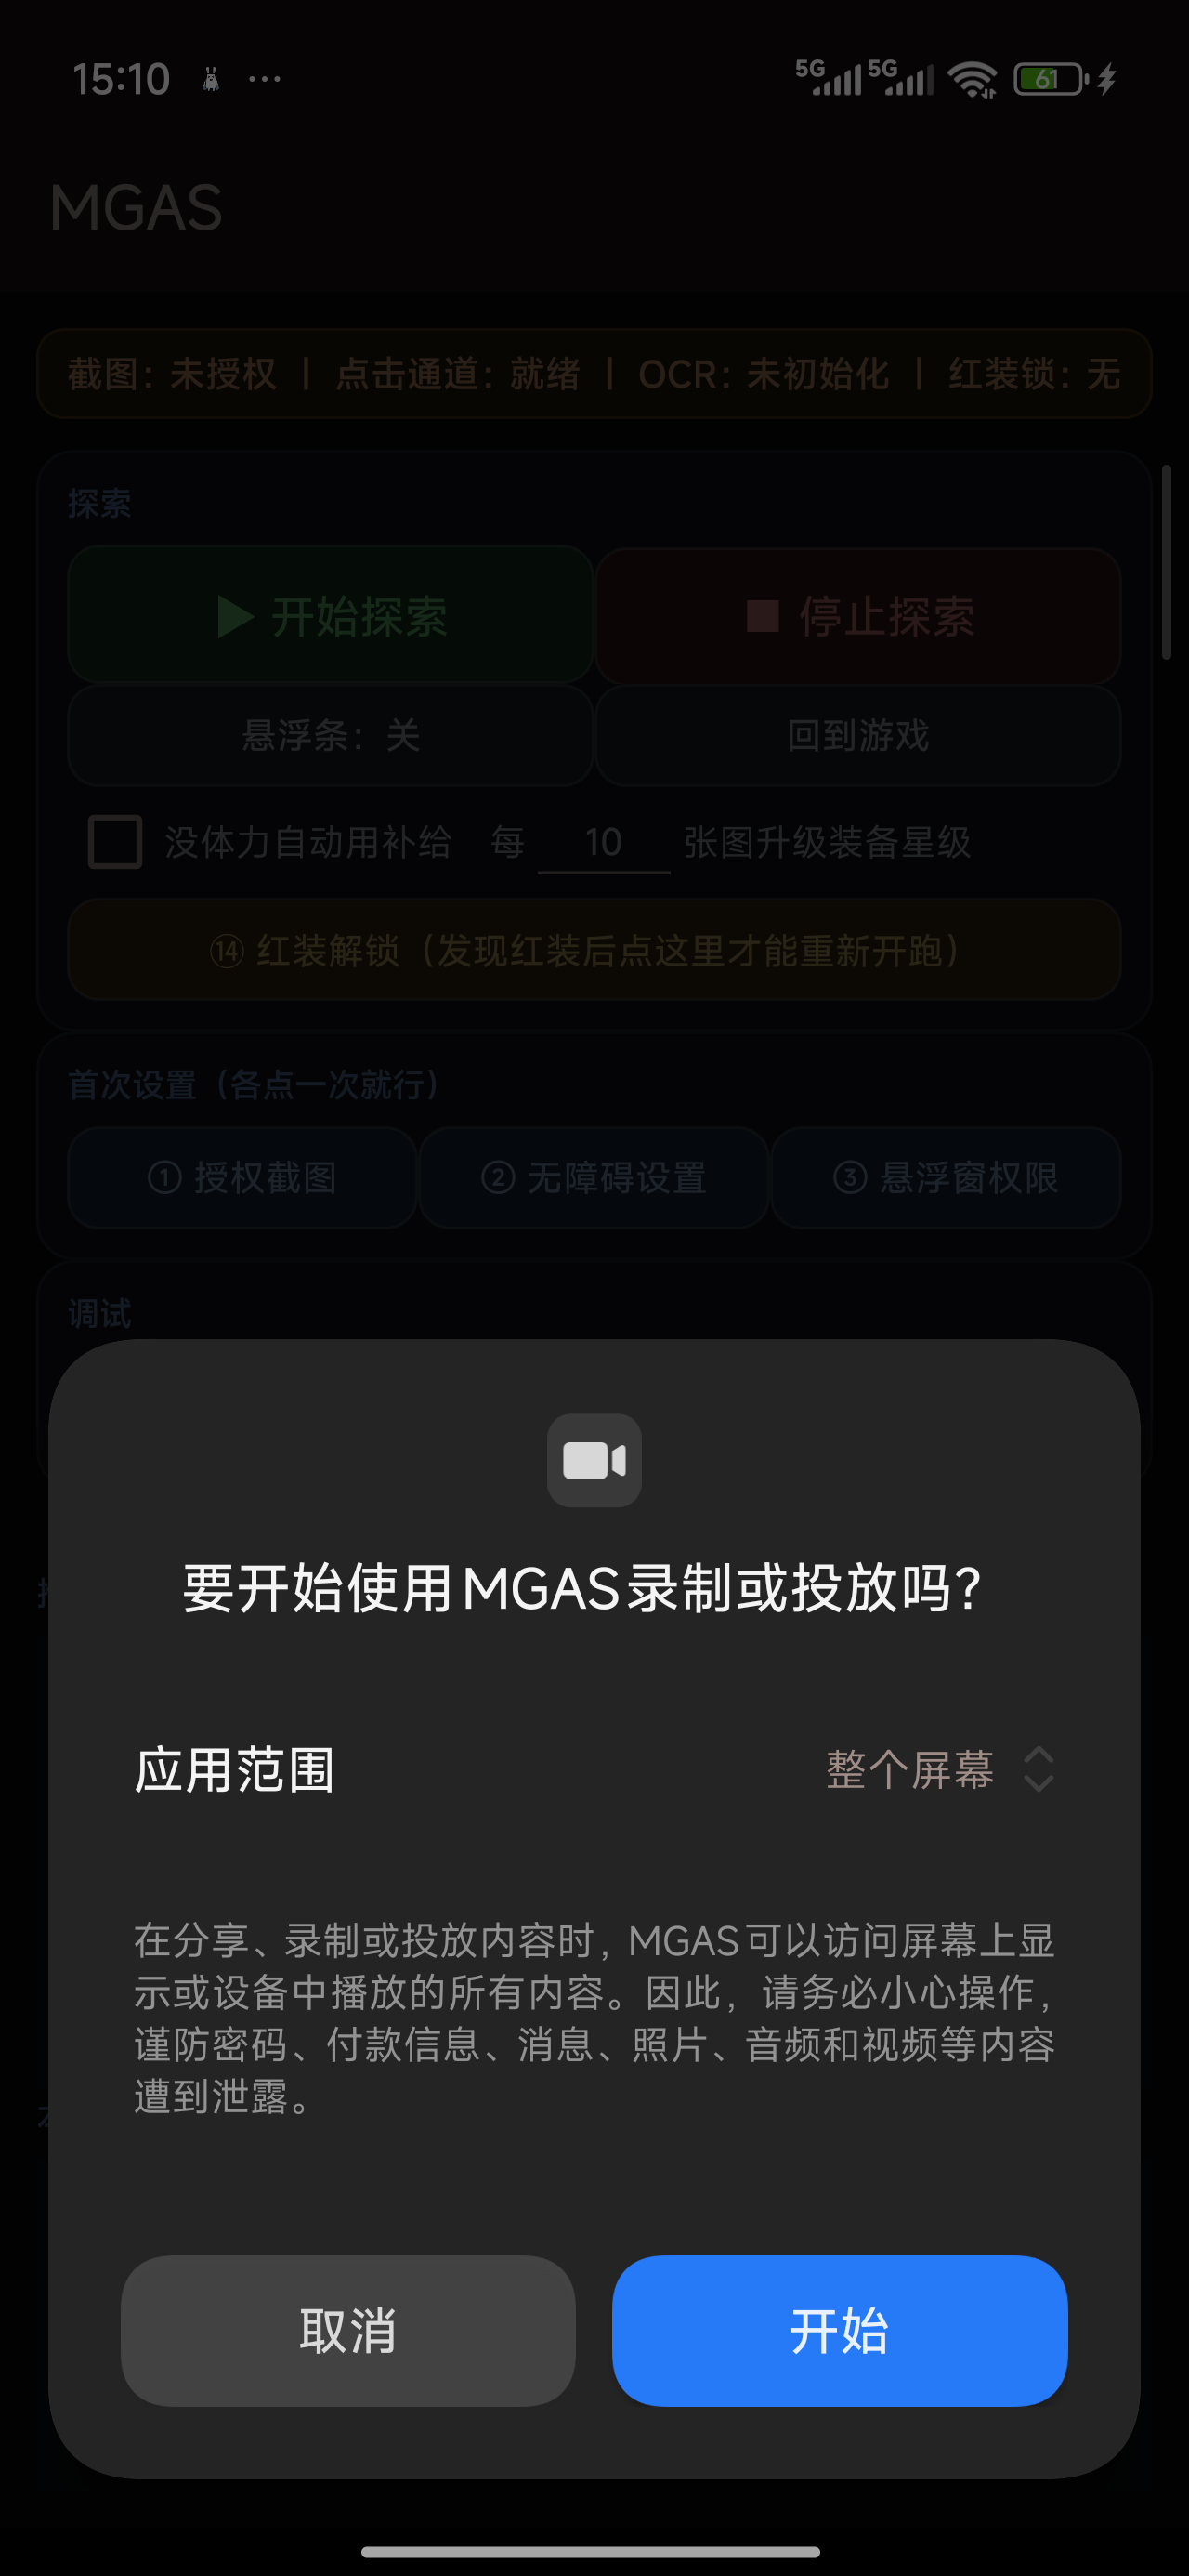 15:10 ··· 5G 5G 61
MGAS
截图：未授权 | 点击通道：就绪 | OCR：未初始化 | 红装锁：无
探索
▶ 开始探索 ■ 停止探索
悬浮条：关 回到游戏
没体力自动用补给 每 10 张图升级装备星级
⑭ 红装解锁（发现红装后点这里才能重新开跑）
首次设置（各点一次就行）
① 授权截图 ② 无障碍设置 ③ 悬浮窗权限
调试
要开始使用MGAS录制或投放吗？
应用范围 整个屏幕
在分享、录制或投放内容时，MGAS可以访问屏幕上显
示或设备中播放的所有内容。因此，请务必小心操作，
谨防密码、付款信息、消息、照片、音频和视频等内容
遭到泄露。
取消 开始